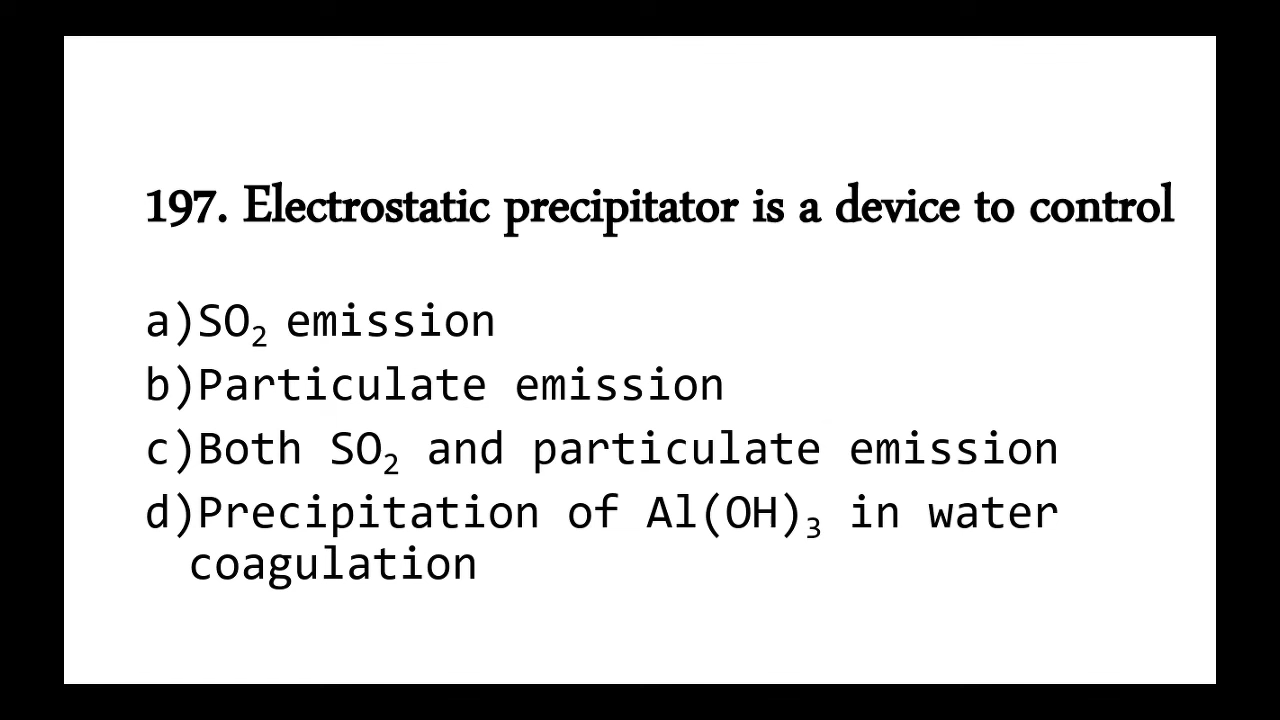 197. Electrostatic precipitator is a device to control
a)SO₂ emission
b)Particulate emission
c)Both SO₂ and particulate emission
d)Precipitation of Al(OH)₃ in water
coagulation